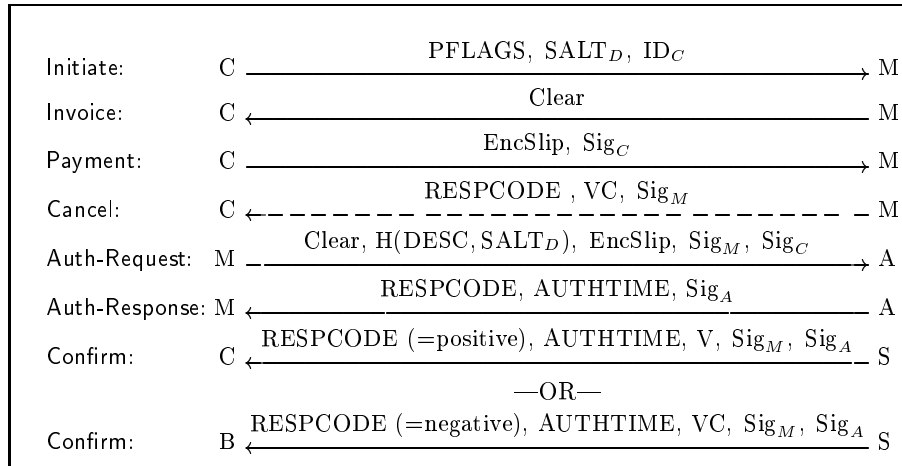 PFLAGS, SALT_D, ID_C
Initiate: C M
Clear
Invoice: C M
EncSlip, Sig_C
Payment: C M
RESPCODE , VC, Sig_M
Cancel: C M
Clear, H(DESC, SALT_D), EncSlip, Sig_M, Sig_C
Auth-Request: M A
RESPCODE, AUTHTIME, Sig_A
Auth-Response: M A
RESPCODE (=positive), AUTHTIME, V, Sig_M, Sig_A
Confirm: C S
—OR—
RESPCODE (=negative), AUTHTIME, VC, Sig_M, Sig_A
Confirm: B S